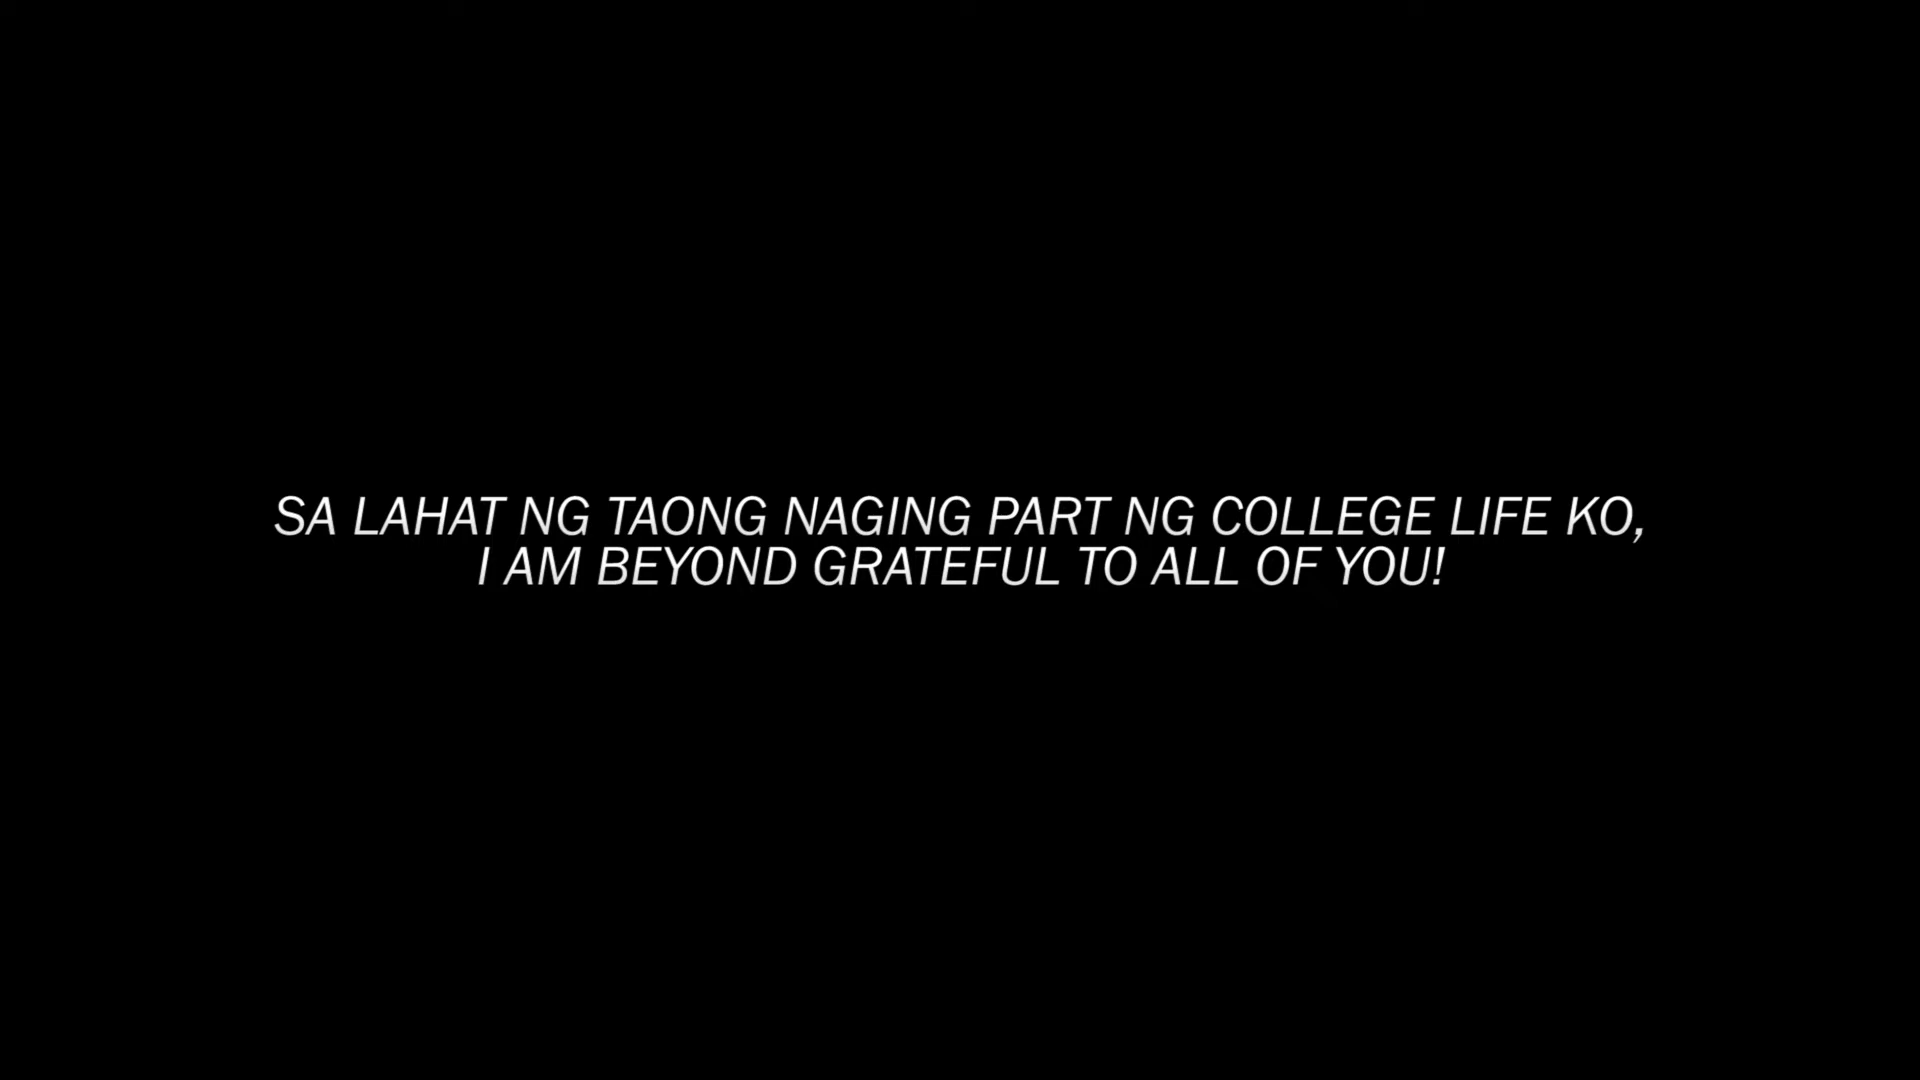 SA LAHAT NG TAONG NAGING PART NG COLLEGE LIFE KO,
I AM BEYOND GRATEFUL TO ALL OF YOU!